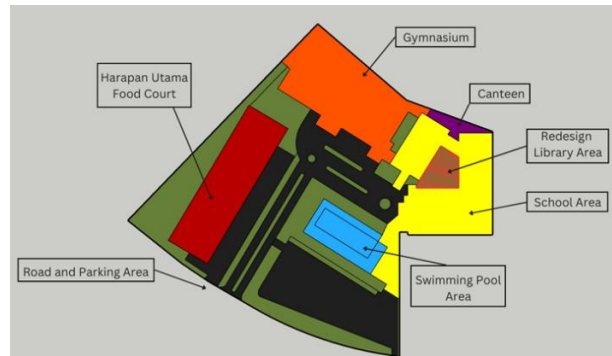 Gymnasium
Harapan Utama
Food Court
Canteen
Redesign
Library Area
School Area
Road and Parking Area
Swimming Pool
Area